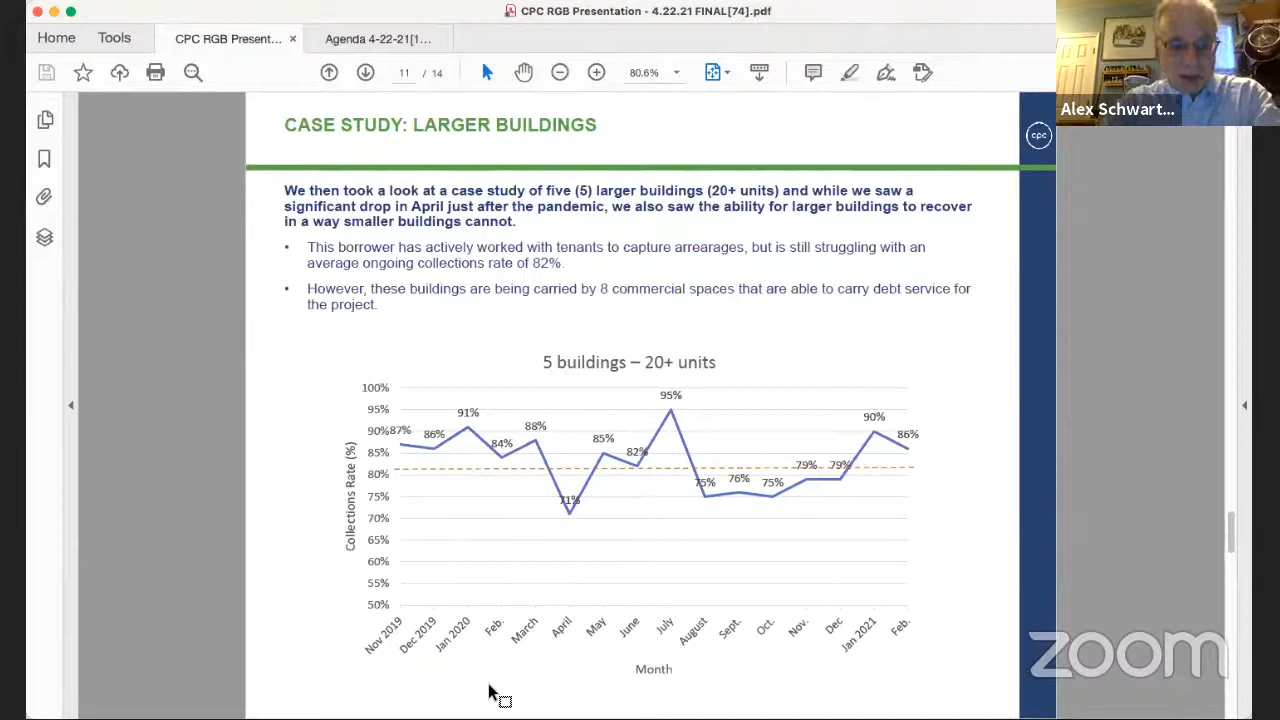 CPC RGB Presentation - 4.22.21 FINAL[74].pdf
Home Tools CPC RGB Present... × Agenda 4-22-21[1...
11 / 14 80.6%
Alex Schwart...
CASE STUDY: LARGER BUILDINGS
cpc
We then took a look at a case study of five (5) larger buildings (20+ units) and while we saw a
significant drop in April just after the pandemic, we also saw the ability for larger buildings to recover
in a way smaller buildings cannot.
• This borrower has actively worked with tenants to capture arrearages, but is still struggling with an
average ongoing collections rate of 82%.
• However, these buildings are being carried by 8 commercial spaces that are able to carry debt service for
the project.
5 buildings – 20+ units
Collections Rate (%)
100%
95%
90%
85%
80%
75%
70%
65%
60%
55%
50%
87% 86% 91% 84% 88% 71% 85% 82% 95% 75% 76% 75% 79% 79% 90% 86%
Nov 2019 Dec 2019 Jan 2020 Feb. March April May June July August Sept. Oct. Nov. Dec Jan 2021 Feb.
Month
zoom